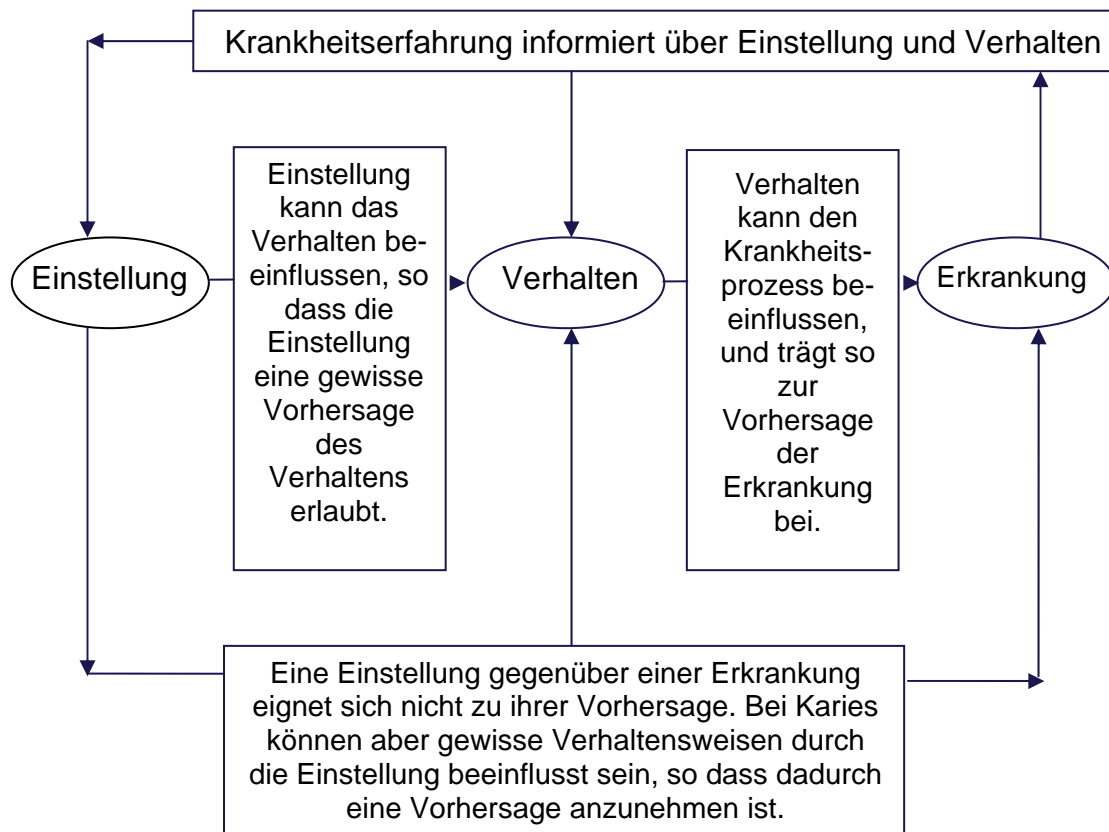 Krankheitserfahrung informiert über Einstellung und Verhalten
Einstellung
Einstellung
kann das
Verhalten be-
einflussen, so
dass die
Einstellung
eine gewisse
Vorhersage
des
Verhaltens
erlaubt.
Verhalten
Verhalten
kann den
Krankheits-
prozess be-
einflussen,
und trägt so
zur
Vorhersage
der
Erkrankung
bei.
Erkrankung
Eine Einstellung gegenüber einer Erkrankung
eignet sich nicht zu ihrer Vorhersage. Bei Karies
können aber gewisse Verhaltensweisen durch
die Einstellung beeinflusst sein, so dass dadurch
eine Vorhersage anzunehmen ist.